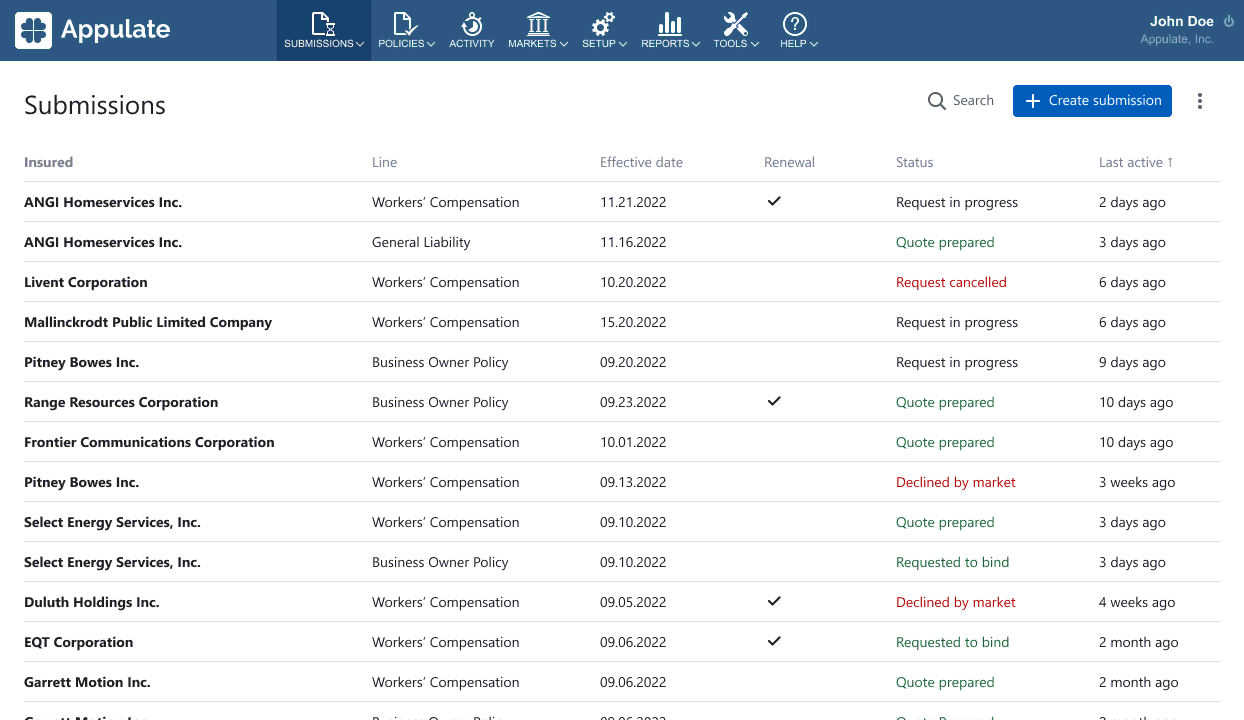 Appulate
SUBMISSIONS POLICIES ACTIVITY MARKETS SETUP REPORTS TOOLS HELP
John Doe
Appulate, Inc.
Submissions
Search
Create submission
Insured Line Effective date Renewal Status Last active ↑
ANGI Homeservices Inc. Workers’ Compensation 11.21.2022 ✓ Request in progress 2 days ago
ANGI Homeservices Inc. General Liability 11.16.2022 Quote prepared 3 days ago
Livent Corporation Workers’ Compensation 10.20.2022 Request cancelled 6 days ago
Mallinckrodt Public Limited Company Workers’ Compensation 15.20.2022 Request in progress 6 days ago
Pitney Bowes Inc. Business Owner Policy 09.20.2022 Request in progress 9 days ago
Range Resources Corporation Business Owner Policy 09.23.2022 ✓ Quote prepared 10 days ago
Frontier Communications Corporation Workers’ Compensation 10.01.2022 Quote prepared 10 days ago
Pitney Bowes Inc. Workers’ Compensation 09.13.2022 Declined by market 3 weeks ago
Select Energy Services, Inc. Workers’ Compensation 09.10.2022 Quote prepared 3 days ago
Select Energy Services, Inc. Business Owner Policy 09.10.2022 Requested to bind 3 days ago
Duluth Holdings Inc. Workers’ Compensation 09.05.2022 ✓ Declined by market 4 weeks ago
EQT Corporation Workers’ Compensation 09.06.2022 ✓ Requested to bind 2 month ago
Garrett Motion Inc. Workers’ Compensation 09.06.2022 Quote prepared 2 month ago